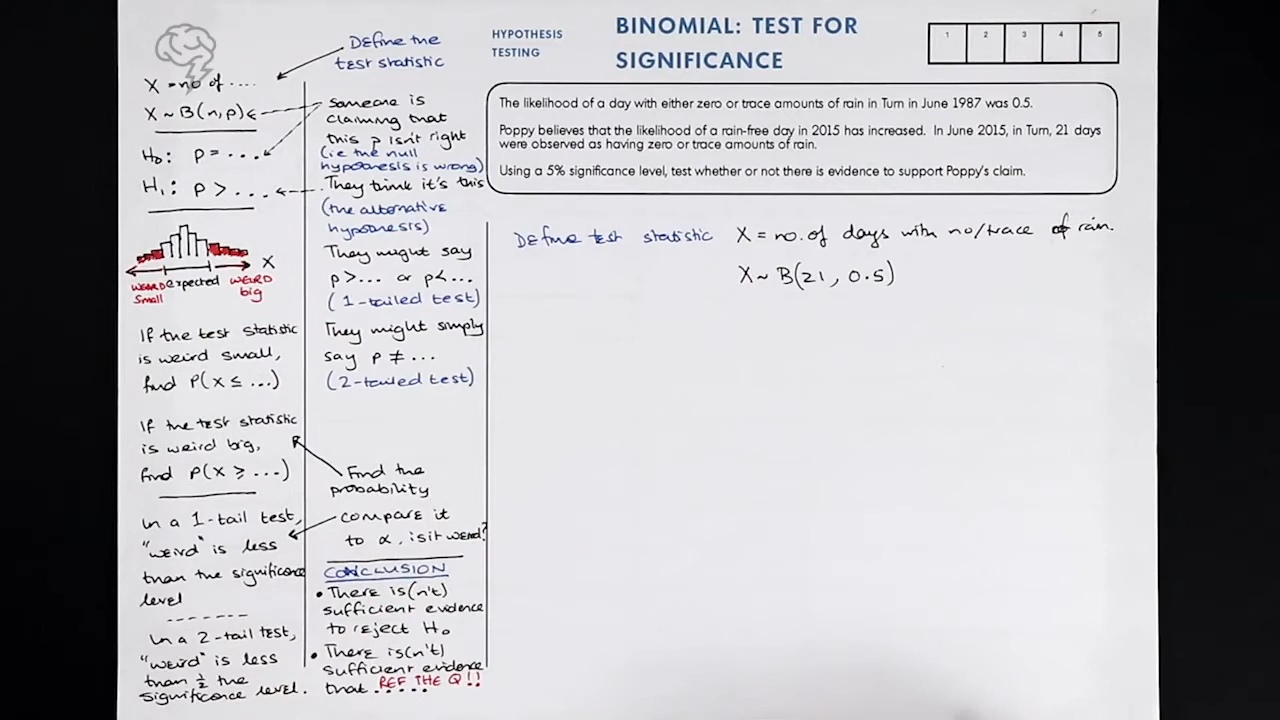 HYPOTHESIS
TESTING
BINOMIAL: TEST FOR
SIGNIFICANCE
1 2 3 4 5
The likelihood of a day with either zero or trace amounts of rain in Turn in June 1987 was 0.5.
Poppy believes that the likelihood of a rain-free day in 2015 has increased. In June 2015, in Turn, 21 days
were observed as having zero or trace amounts of rain.
Using a 5% significance level, test whether or not there is evidence to support Poppy's claim.
X = no of ....
X ~ B(n,p)
H₀: p = ...
H₁: p > ...
X
WEIRD small
expected
WEIRD big
If the test statistic
is weird small,
find P(X ≤ ...)
If the test statistic
is weird big,
find P(X ≥ ...)
In a 1-tail test,
"weird" is less
than the significance
level
In a 2-tail test,
"weird" is less
than ½ the
significance level.
Define the
test statistic
Someone is
claiming that
this p isn't right
(ie the null
hypothesis is wrong)
They think it's this
(the alternative
hypothesis)
They might say
p >... or p<...
(1-tailed test)
They might simply
say p ≠ ...
(2-tailed test)
Find the
probability
compare it
to α, is it weird?
CONCLUSION
• There is(n't)
sufficient evidence
to reject H₀
• There is(n't)
sufficient evidence
that ..... REF THE Q!!
Define test statistic X = no. of days with no/trace of rain.
X ~ B(21, 0.5)